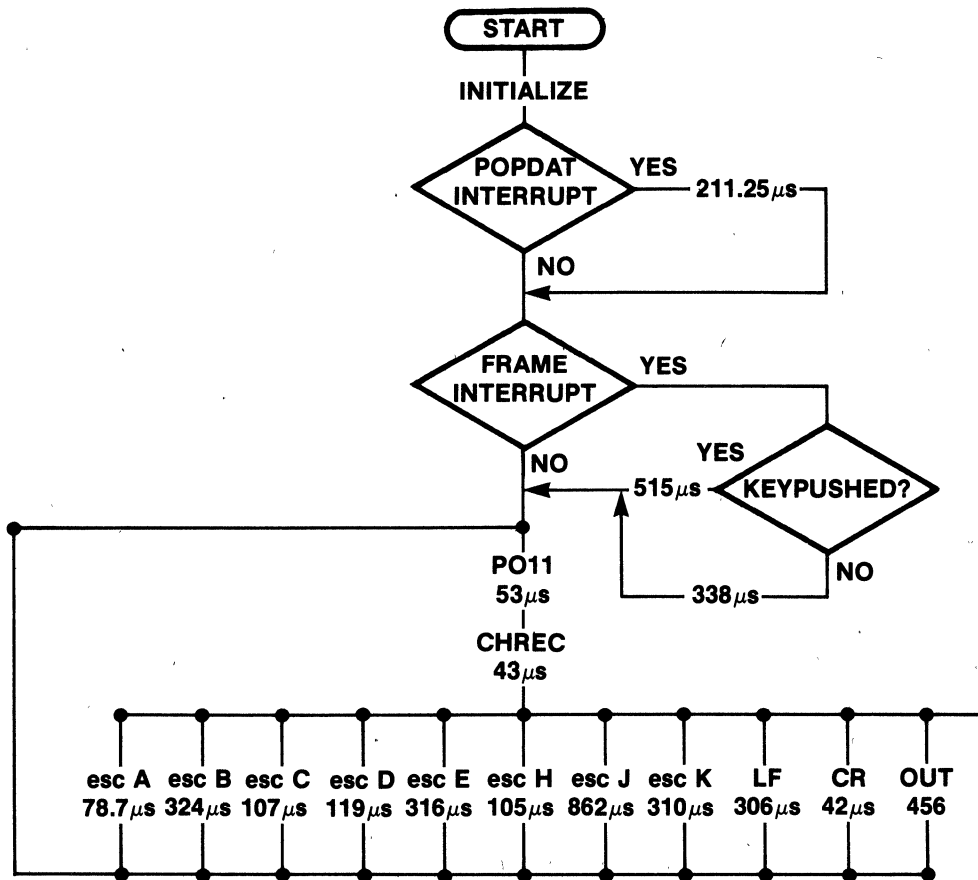 START
INITIALIZE
POPDAT
INTERRUPT
YES
211.25μs
NO
FRAME
INTERRUPT
YES
NO
YES
KEYPUSHED?
515μs
NO
338μs
PO11
53μs
CHREC
43μs
esc A esc B esc C esc D esc E esc H esc J esc K LF CR OUT
78.7μs 324μs 107μs 119μs 316μs 105μs 862μs 310μs 306μs 42μs 456